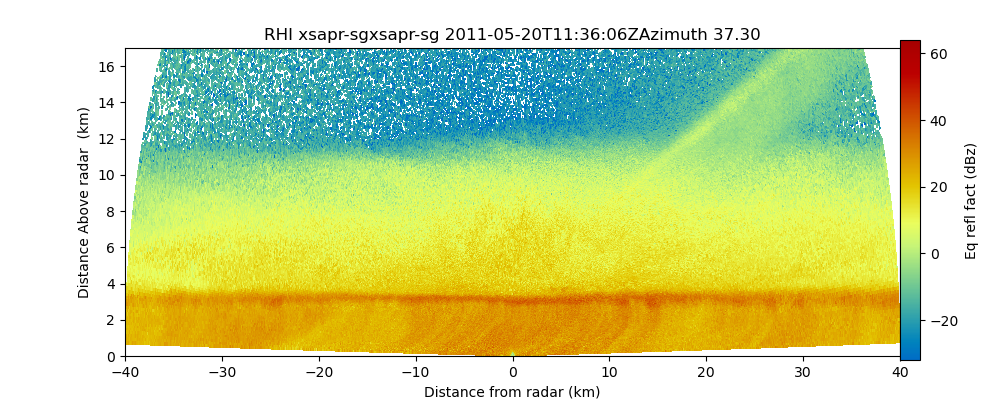 RHI xsapr-sgxsapr-sg 2011-05-20T11:36:06ZAzimuth 37.30
16
14
12
10
8
6
4
2
0
Distance Above radar (km)
−40 −30 −20 −10 0 10 20 30 40
Distance from radar (km)
60
40
20
0
−20
Eq refl fact (dBz)